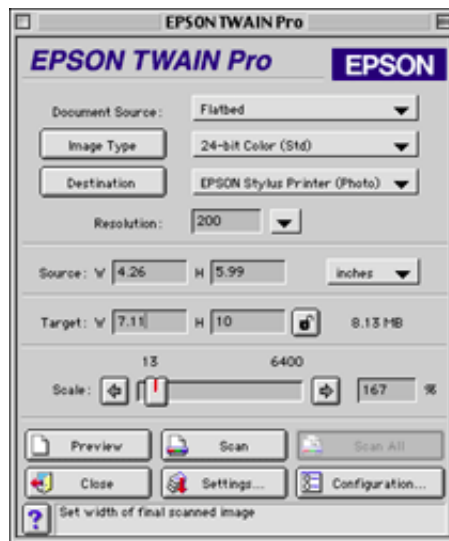 EPSON TWAIN Pro
EPSON TWAIN Pro EPSON
Document Source: Flatbed
Image Type 24-bit Color (Std)
Destination EPSON Stylus Printer (Photo)
Resolution: 200
Source: W 4.26 H 5.99 inches
Target: W 7.11 H 10 8.13 MB
13 6400
Scale: 167 %
Preview Scan Scan All
Close Settings... Configuration...
? Set width of final scanned image